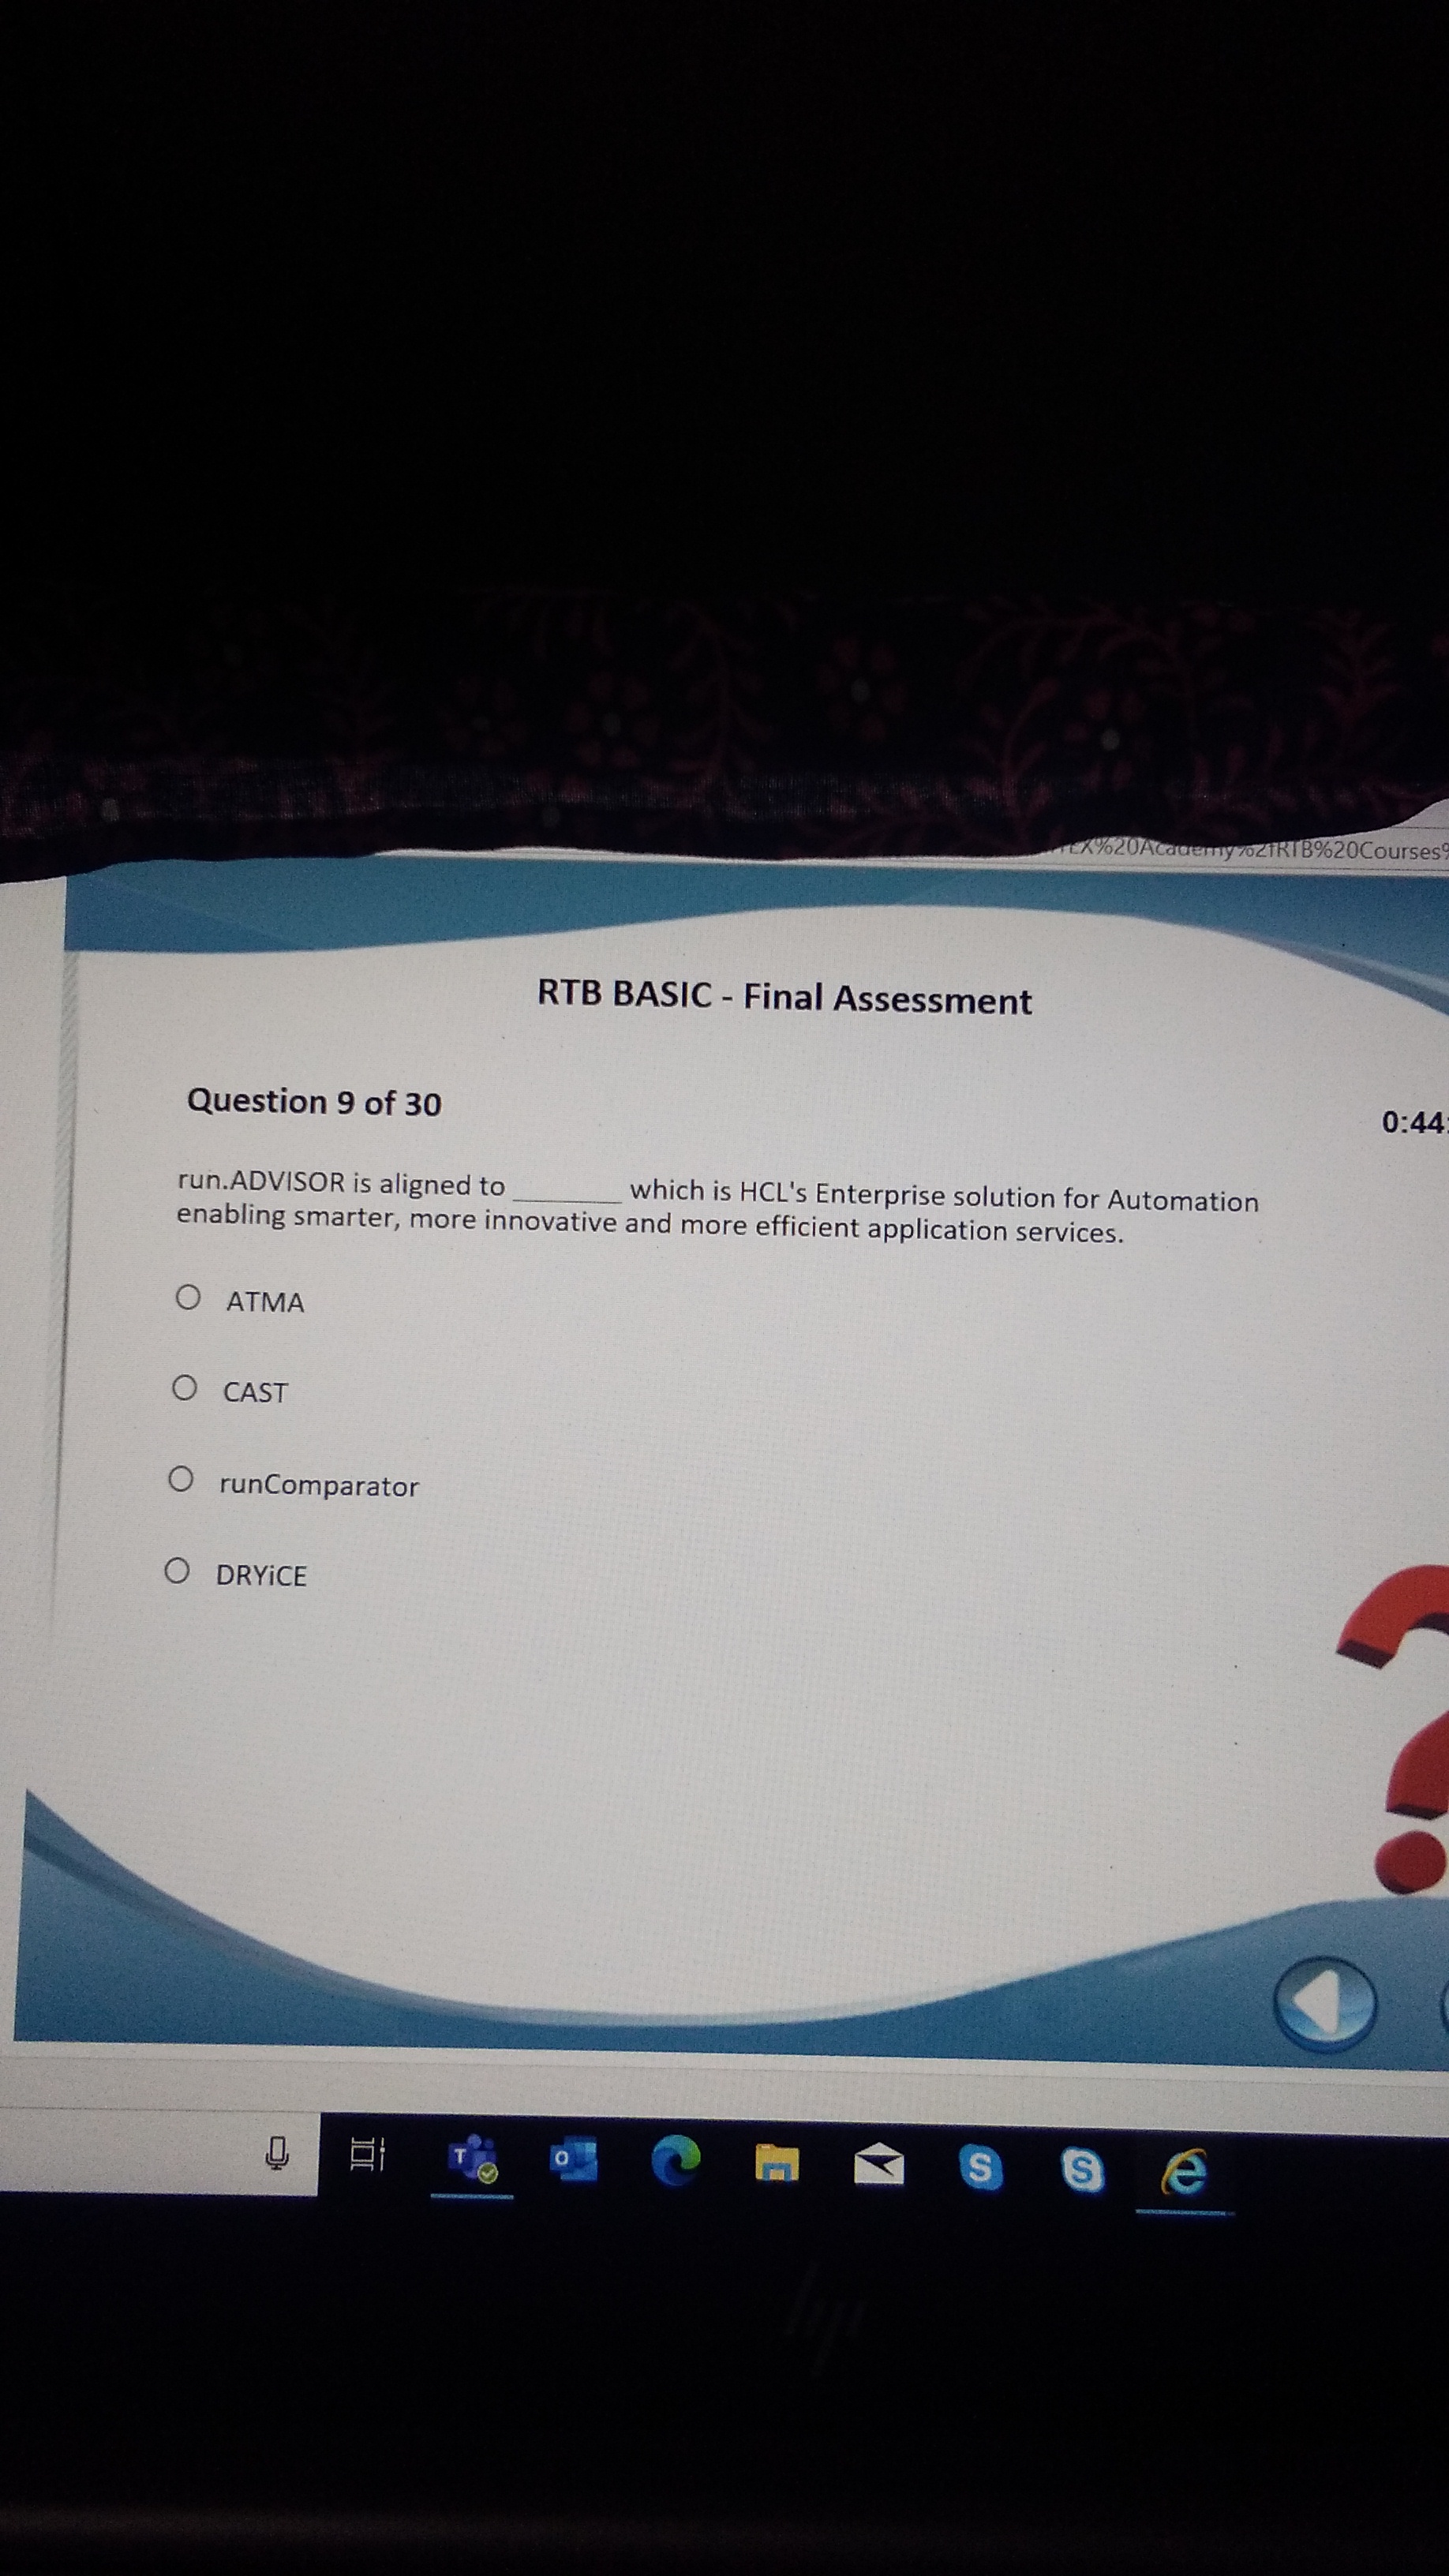 %20Academy%2fRTB%20Courses%
RTB BASIC - Final Assessment
Question 9 of 30
0:44:
run.ADVISOR is aligned to ________ which is HCL's Enterprise solution for Automation
enabling smarter, more innovative and more efficient application services.
ATMA
CAST
runComparator
DRYiCE
hp